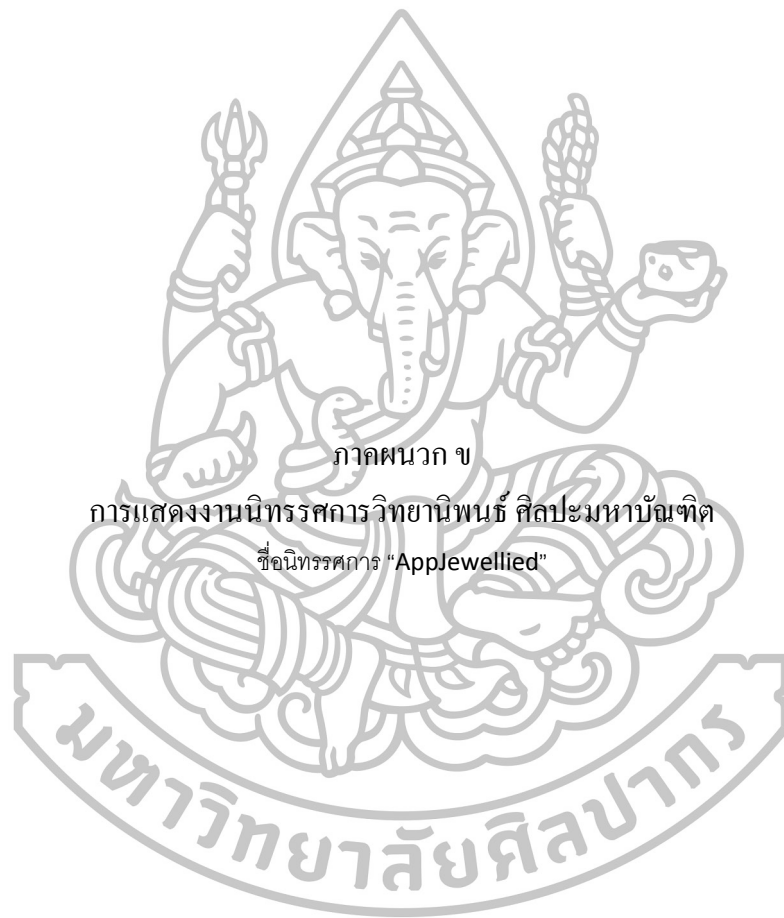 ภาคผนวก ข
การแสดงงานนิทรรศการวิทยานิพนธ์ ศิลปะมหาบัณฑิต
ชื่อนิทรรศการ “AppJewellied”
มหาวิทยาลัยศิลปากร